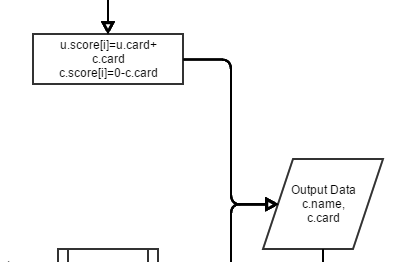 u.score[i]=u.card+
c.card
c.score[i]=0-c.card
Output Data
c.name,
c.card